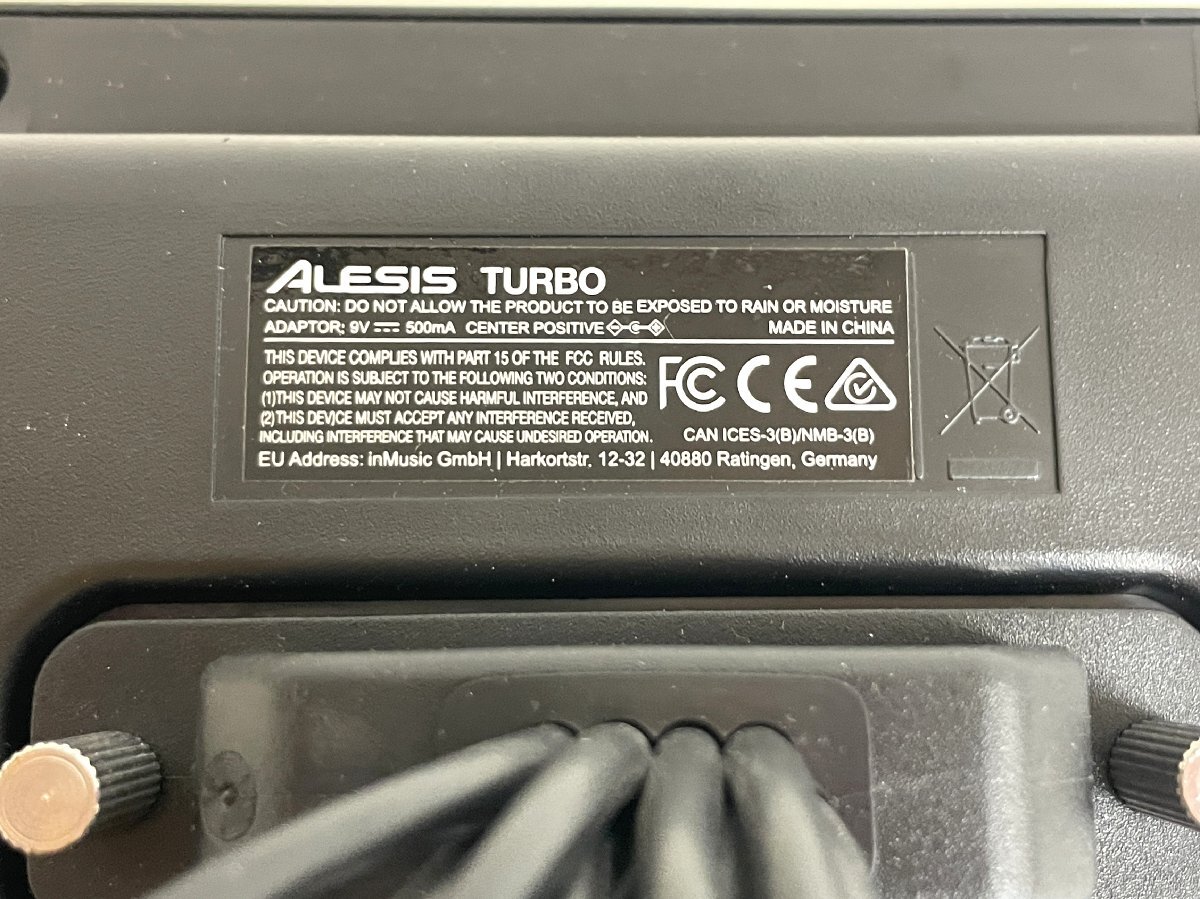 ALESIS TURBO
CAUTION: DO NOT ALLOW THE PRODUCT TO BE EXPOSED TO RAIN OR MOISTURE
ADAPTOR: 9V 500mA CENTER POSITIVE MADE IN CHINA
THIS DEVICE COMPLIES WITH PART 15 OF THE FCC RULES.
OPERATION IS SUBJECT TO THE FOLLOWING TWO CONDITIONS:
(1)THIS DEVICE MAY NOT CAUSE HARMFUL INTERFERENCE, AND
(2)THIS DEVICE MUST ACCEPT ANY INTERFERENCE RECEIVED,
INCLUDING INTERFERENCE THAT MAY CAUSE UNDESIRED OPERATION.
FC CE
CAN ICES-3(B)/NMB-3(B)
EU Address: inMusic GmbH | Harkortstr. 12-32 | 40880 Ratingen, Germany